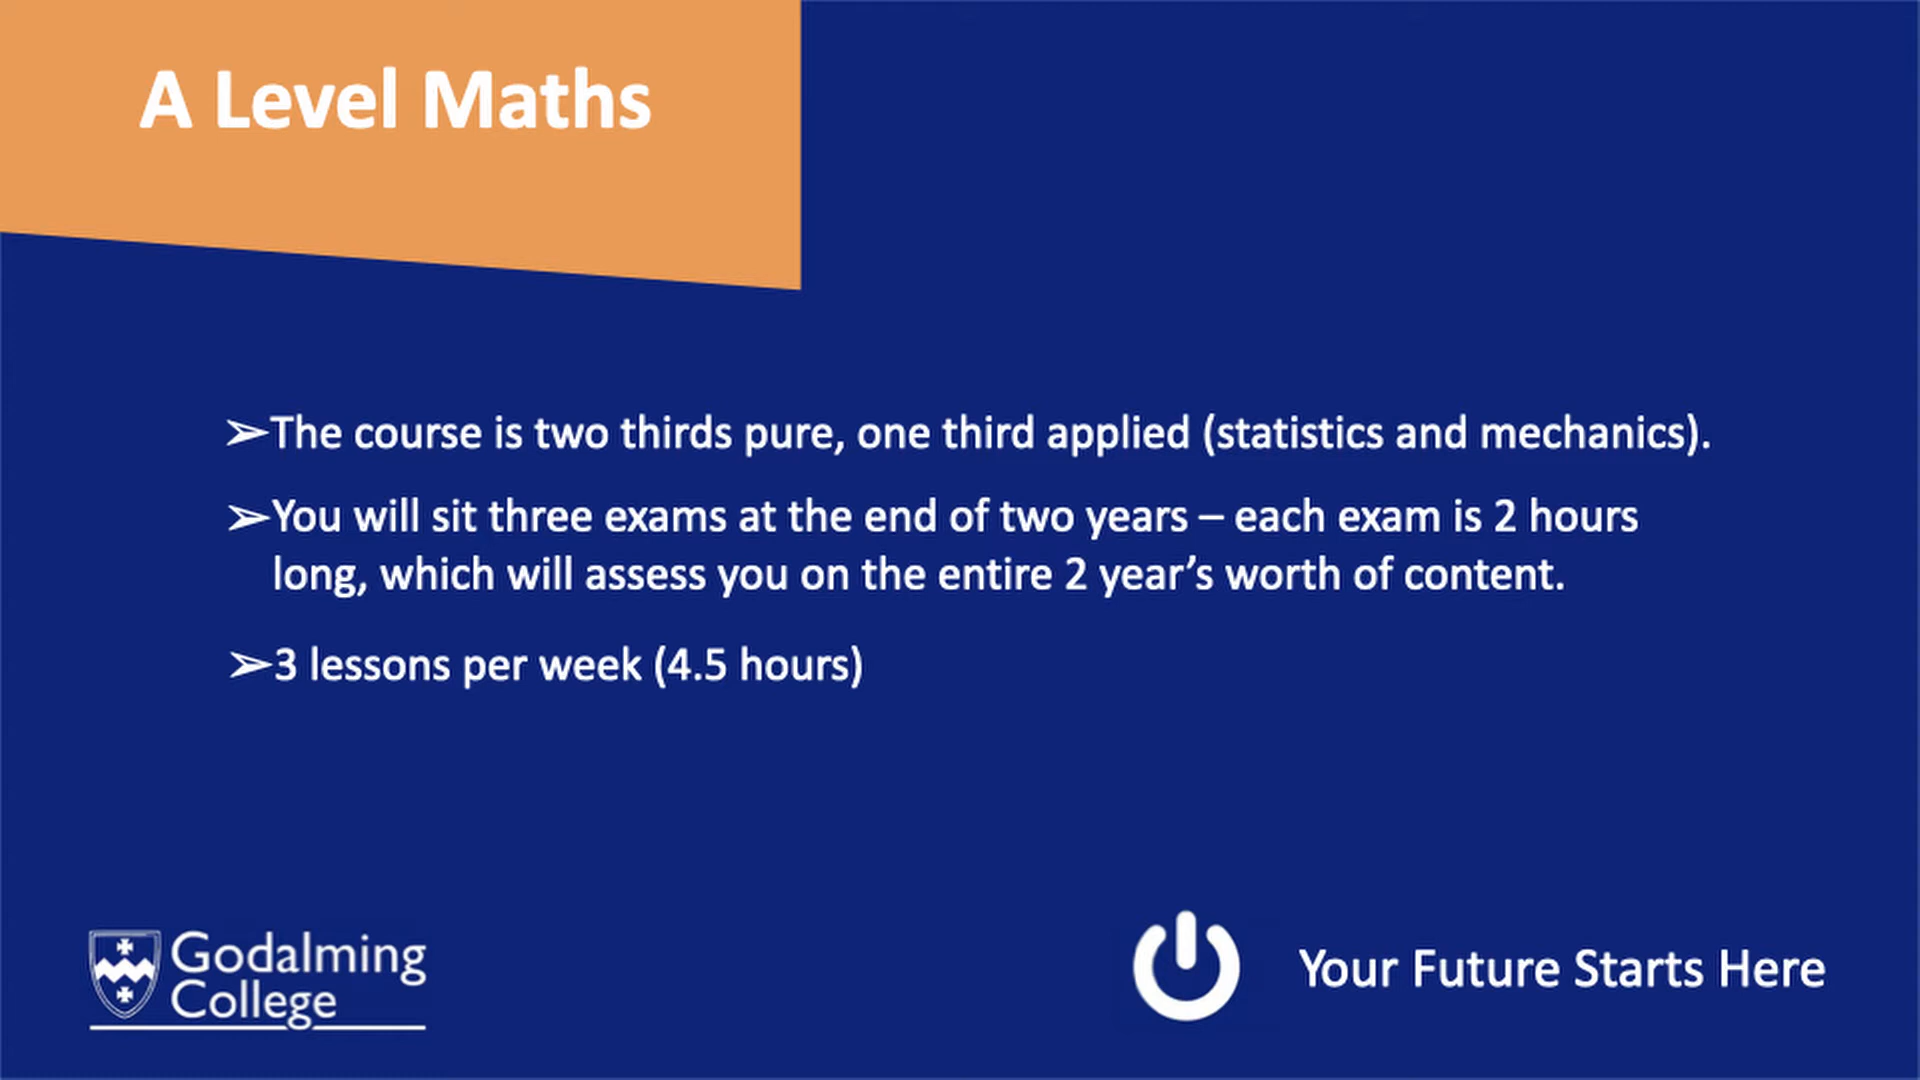 A Level Maths
➢The course is two thirds pure, one third applied (statistics and mechanics).
➢You will sit three exams at the end of two years – each exam is 2 hours
long, which will assess you on the entire 2 year’s worth of content.
➢3 lessons per week (4.5 hours)
Godalming
College
Your Future Starts Here